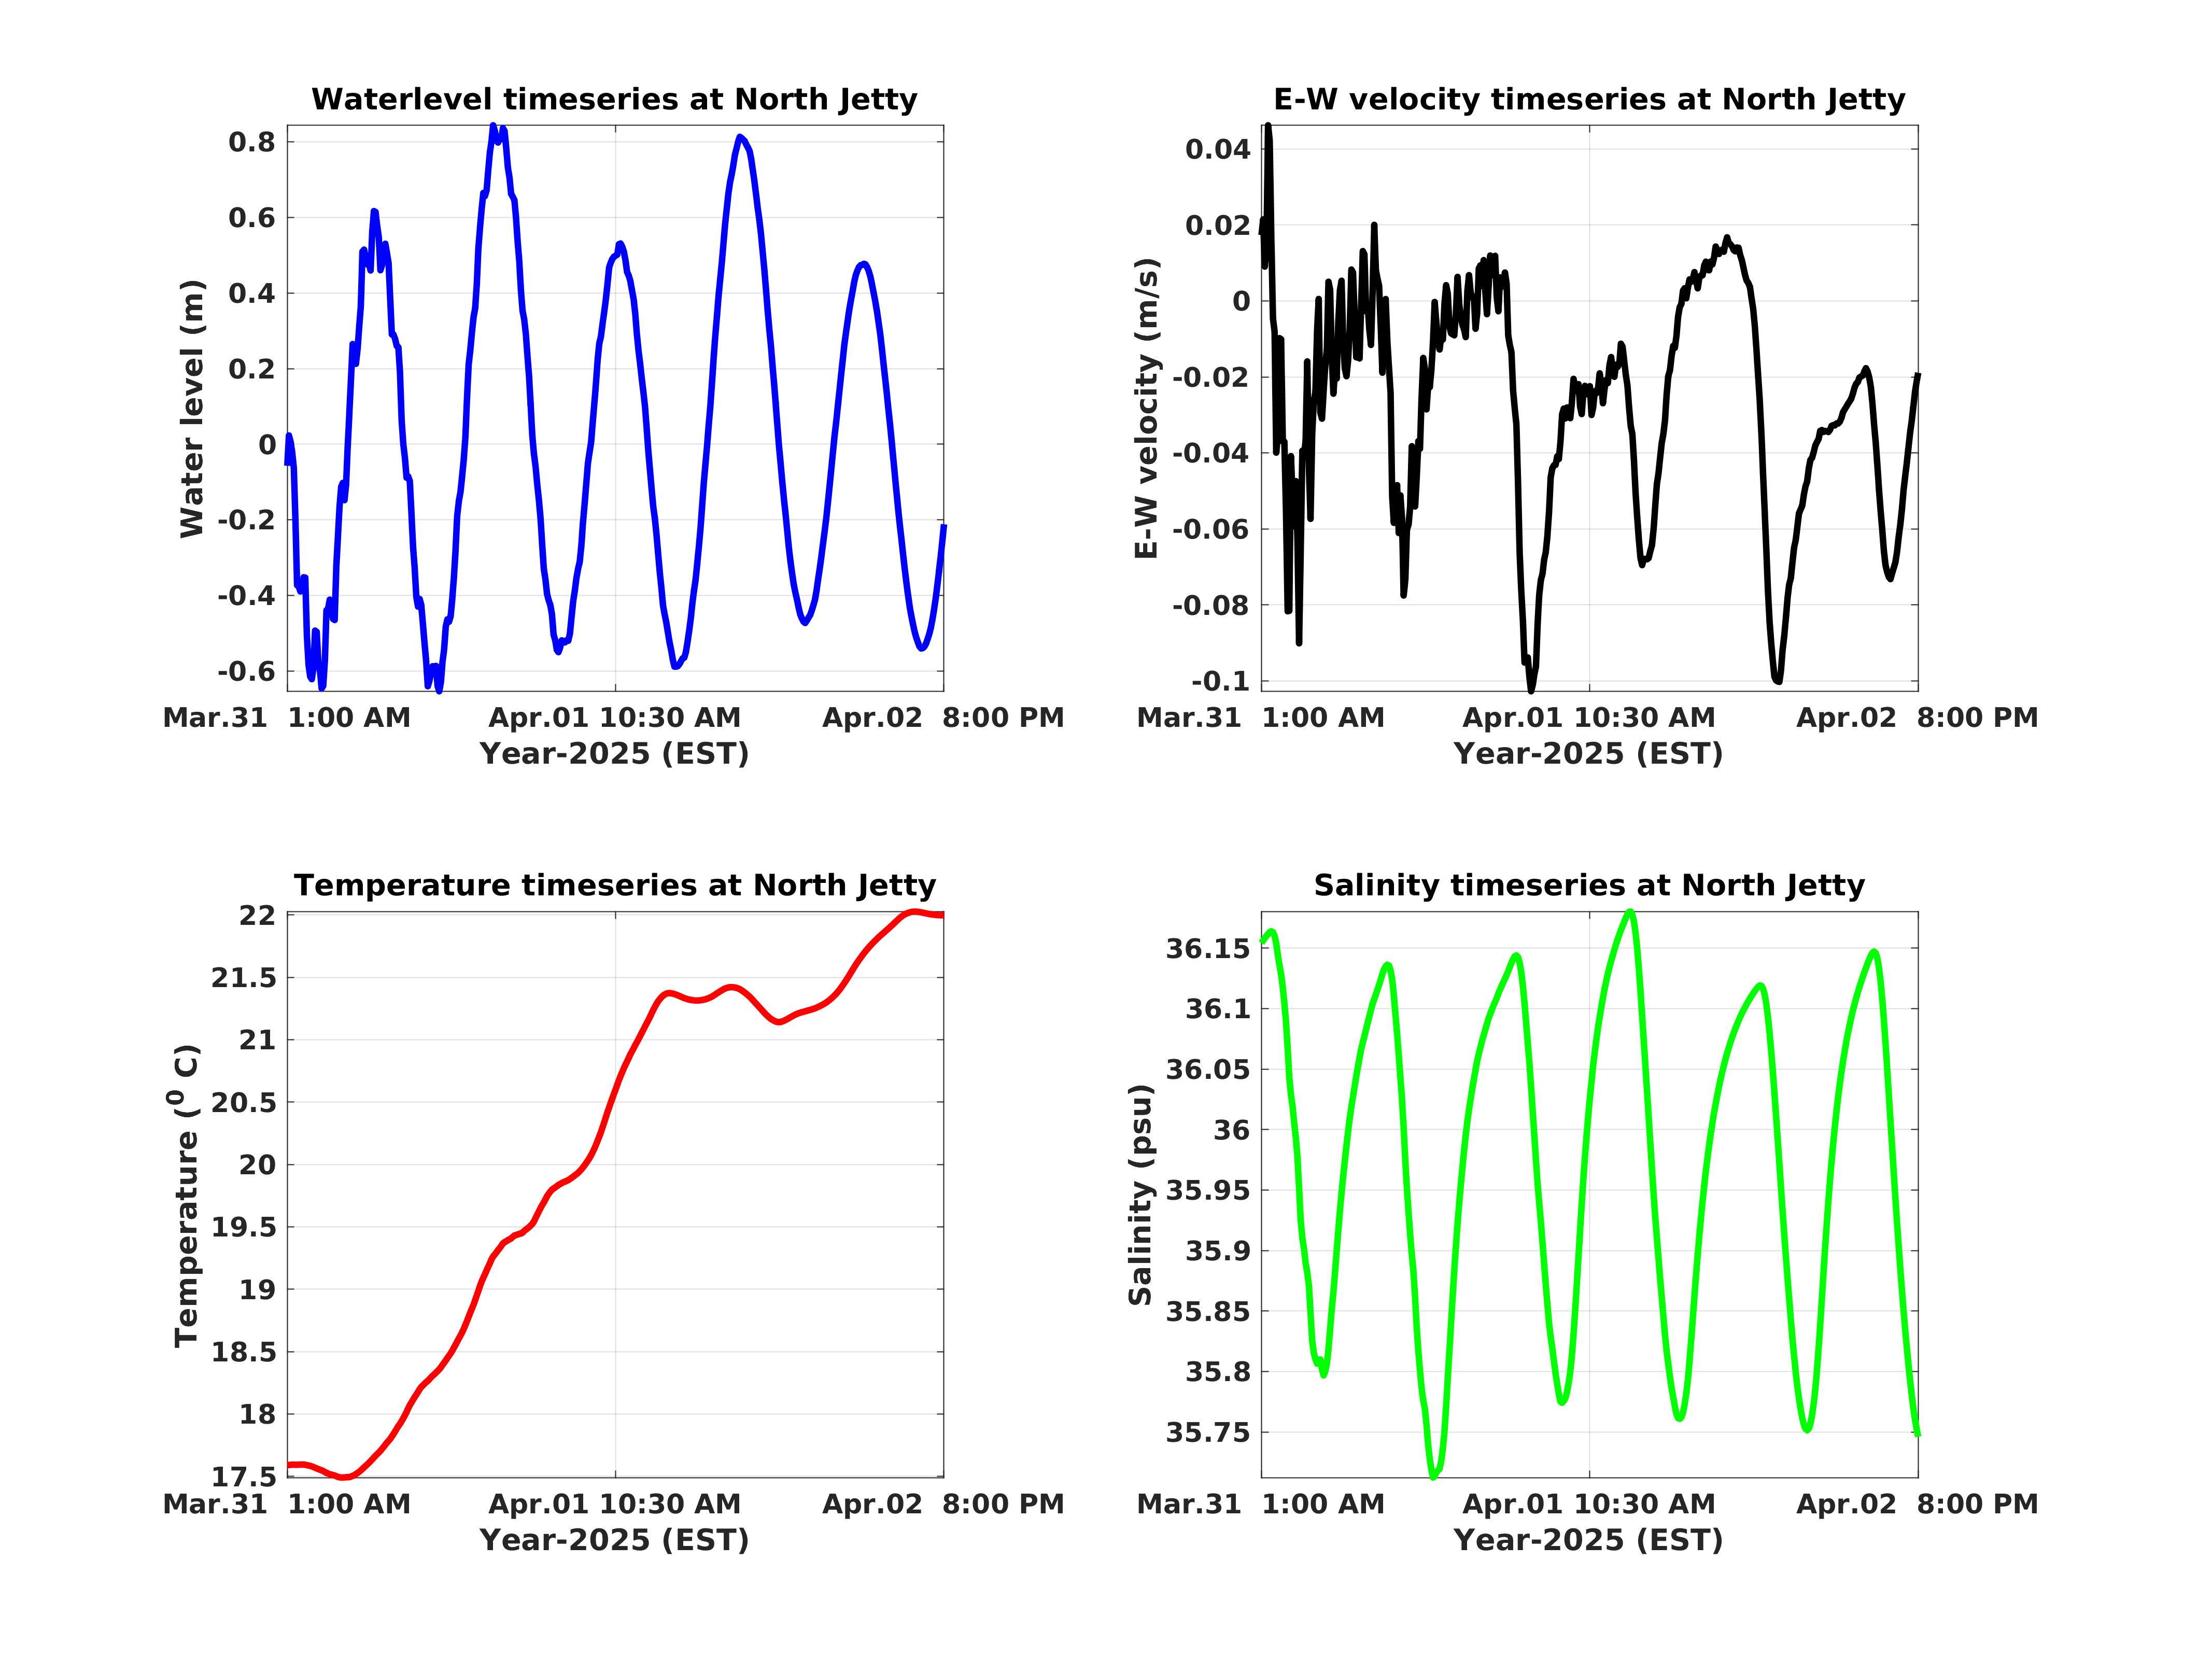 Waterlevel timeseries at North Jetty
0.8
0.6
0.4
0.2
0
-0.2
-0.4
-0.6
Water level (m)
Mar.31 1:00 AM Apr.01 10:30 AM Apr.02 8:00 PM
Year-2025 (EST)
E-W velocity timeseries at North Jetty
0.04
0.02
0
-0.02
-0.04
-0.06
-0.08
-0.1
E-W velocity (m/s)
Mar.31 1:00 AM Apr.01 10:30 AM Apr.02 8:00 PM
Year-2025 (EST)
Temperature timeseries at North Jetty
22
21.5
21
20.5
20
19.5
19
18.5
18
17.5
Temperature (⁰ C)
Mar.31 1:00 AM Apr.01 10:30 AM Apr.02 8:00 PM
Year-2025 (EST)
Salinity timeseries at North Jetty
36.15
36.1
36.05
36
35.95
35.9
35.85
35.8
35.75
Salinity (psu)
Mar.31 1:00 AM Apr.01 10:30 AM Apr.02 8:00 PM
Year-2025 (EST)